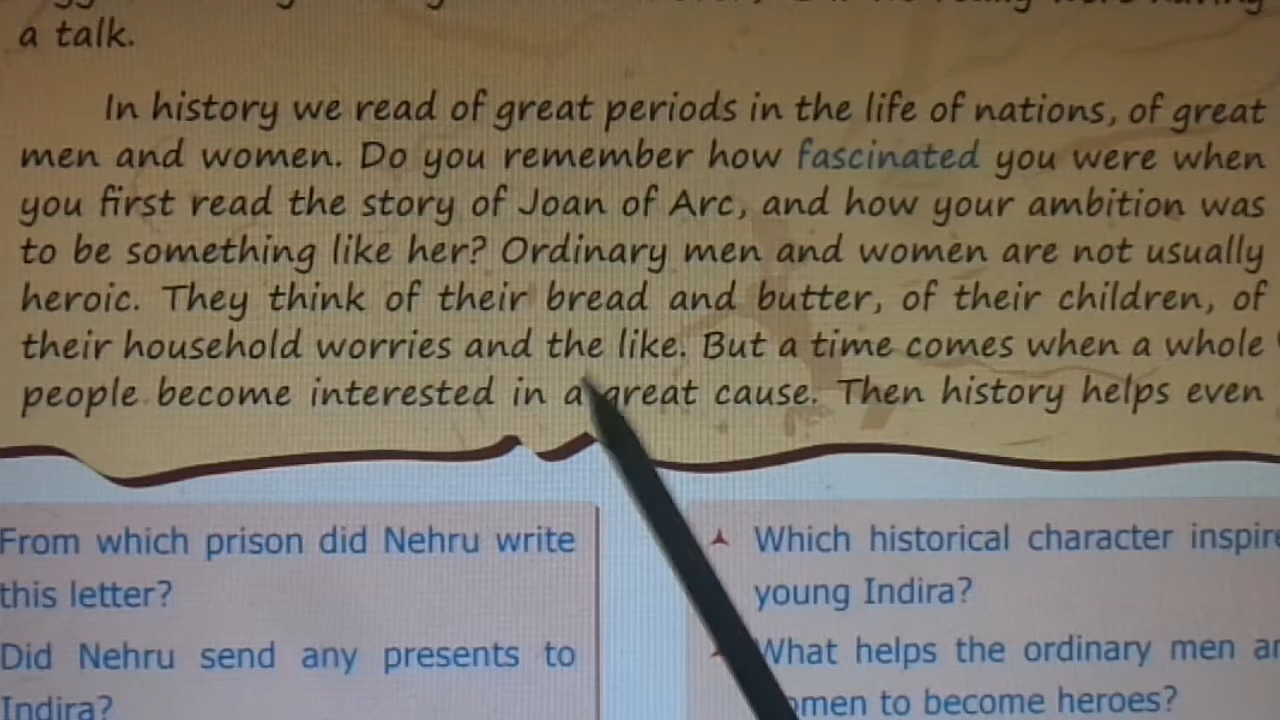 a talk.
In history we read of great periods in the life of nations, of great
men and women. Do you remember how fascinated you were when
you first read the story of Joan of Arc, and how your ambition was
to be something like her? Ordinary men and women are not usually
heroic. They think of their bread and butter, of their children, of
their household worries and the like. But a time comes when a whole
people become interested in a great cause. Then history helps even
From which prison did Nehru write
this letter?
Did Nehru send any presents to
Indira?
Which historical character
young Indira?
What helps the ordinary men
to become heroes?